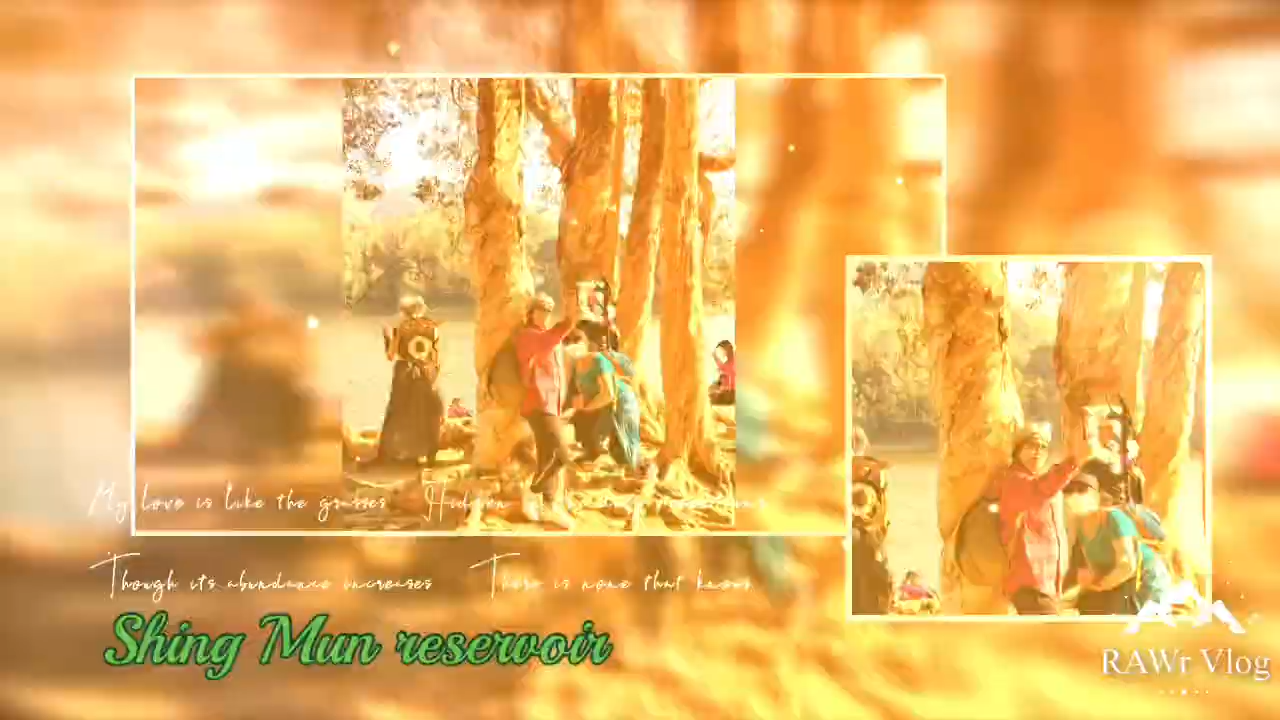 My love is like the grasses Hidden
Though its abundance increases There is none that knows
Shing Mun reservoir
RAWr Vlog